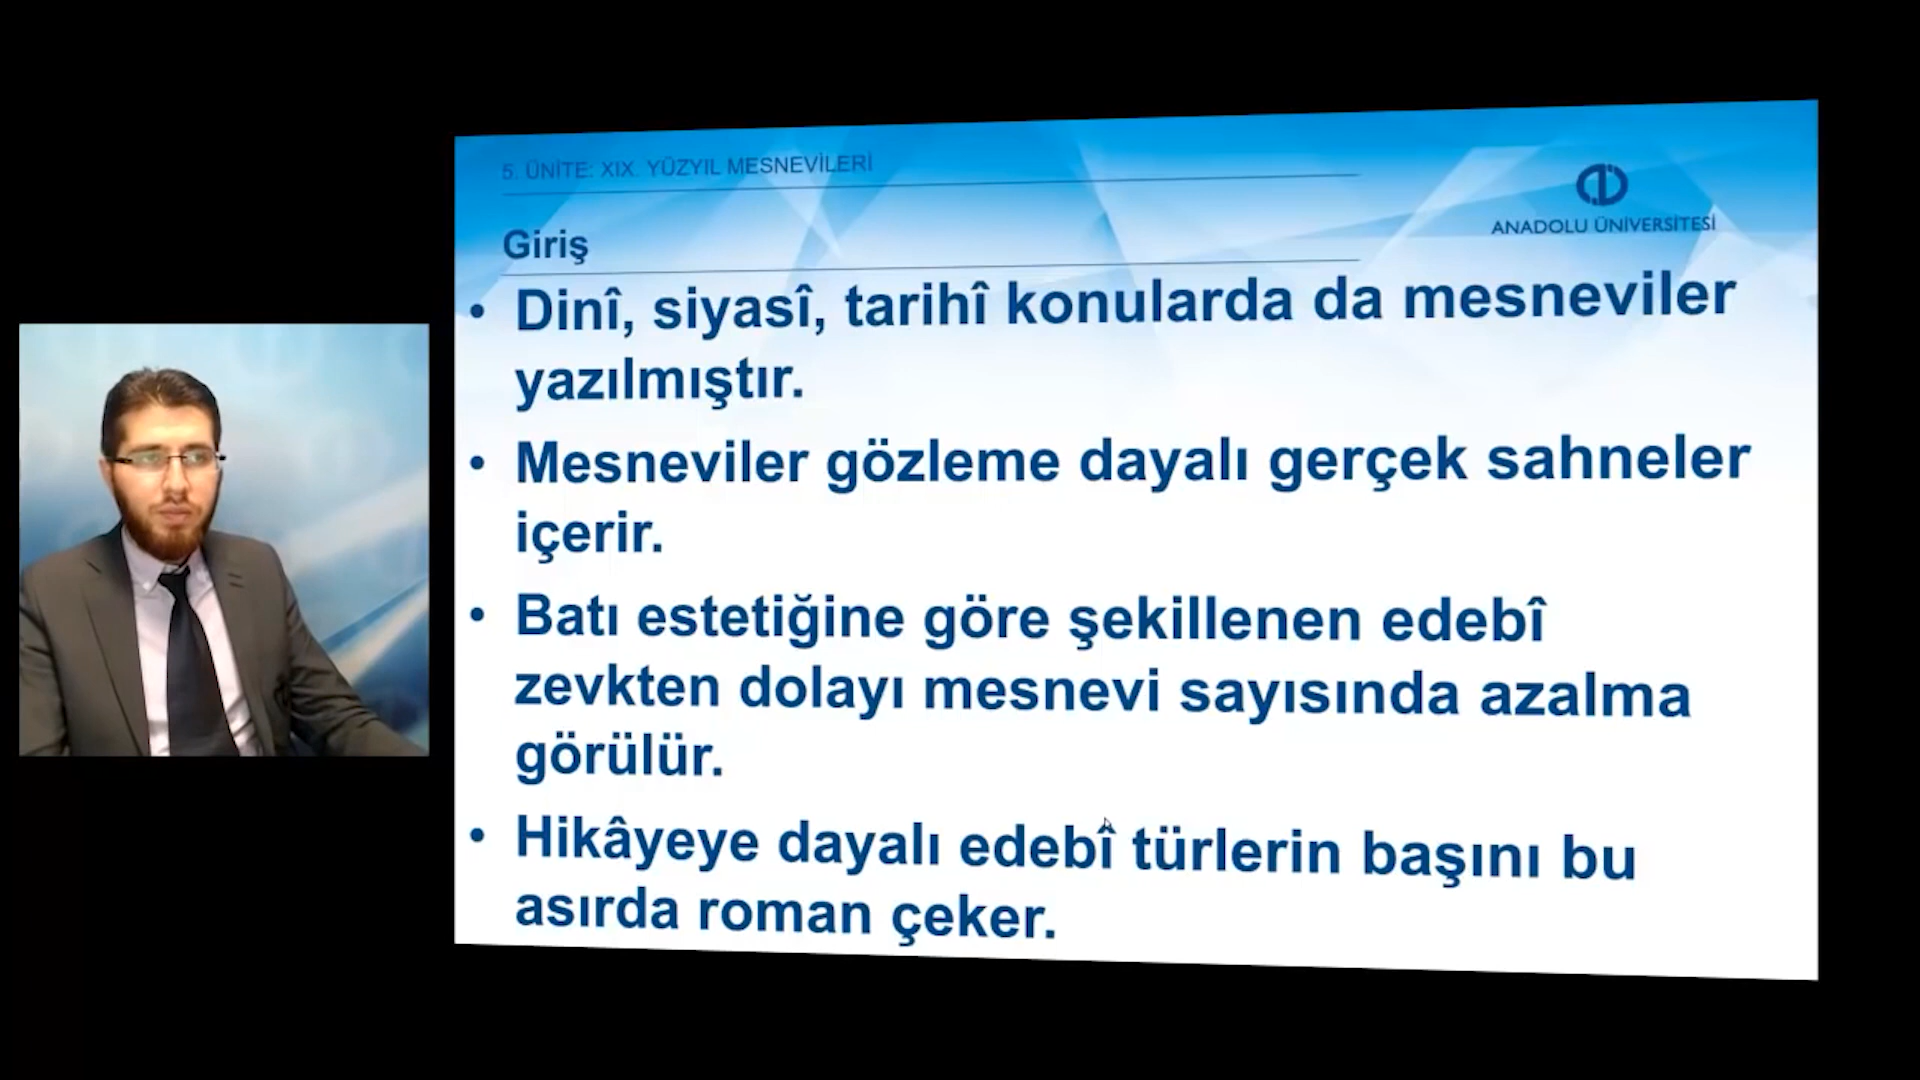 5. ÜNİTE: XIX. YÜZYIL MESNEVİLERİ
ANADOLU ÜNİVERSİTESİ
Giriş
• Dinî, siyasî, tarihî konularda da mesneviler
yazılmıştır.
• Mesneviler gözleme dayalı gerçek sahneler
içerir.
• Batı estetiğine göre şekillenen edebî
zevkten dolayı mesnevi sayısında azalma
görülür.
• Hikâyeye dayalı edebî türlerin başını bu
asırda roman çeker.